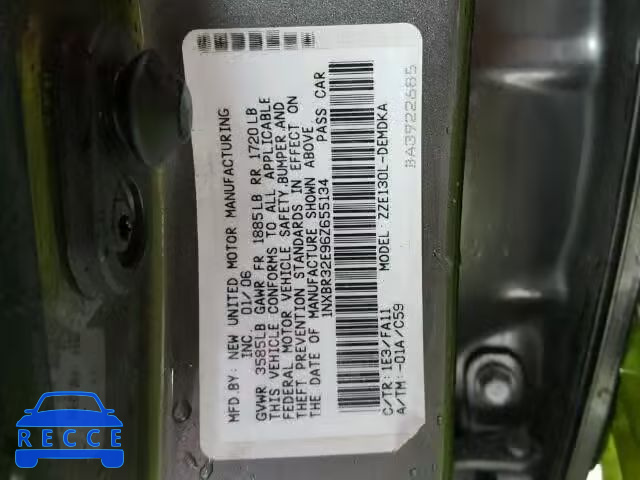 MFD.BY: NEW UNITED MOTOR MANUFACTURING
INC. 01/06
GVWR 3585LB GAWR FR 1885LB RR 1720LB
THIS VEHICLE CONFORMS TO ALL APPLICABLE
FEDERAL MOTOR VEHICLE SAFETY,BUMPER,AND
THEFT PREVENTION STANDARDS IN EFFECT ON
THE DATE OF MANUFACTURE SHOWN ABOVE
1NXBR32E96Z655134 PASS CAR
C/TR: 1E3/FA11 MODEL: ZZE130L-DEMDKA
A/TM: -01A/C59
BA3922685
RECCE